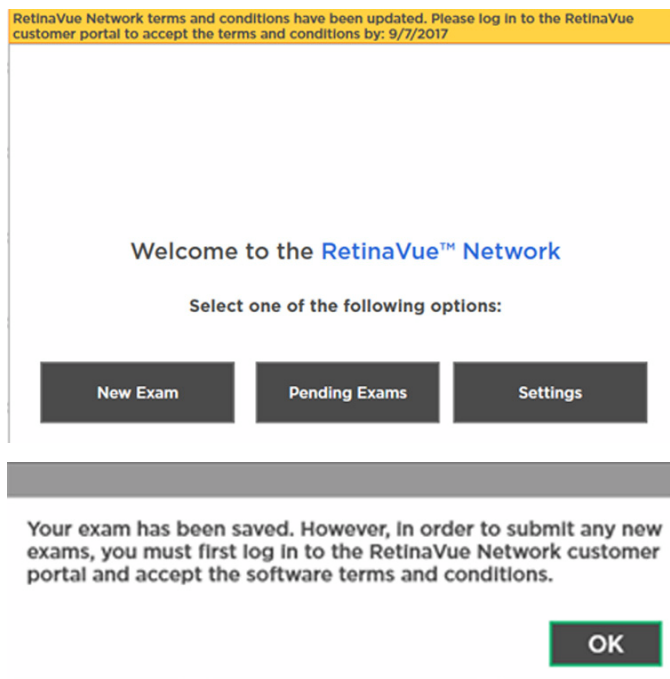 RetinaVue Network terms and conditions have been updated. Please log in to the RetinaVue
customer portal to accept the terms and conditions by: 9/7/2017
Welcome to the RetinaVue™ Network
Select one of the following options:
New Exam Pending Exams Settings
Your exam has been saved. However, in order to submit any new
exams, you must first log in to the RetinaVue Network customer
portal and accept the software terms and conditions.
OK